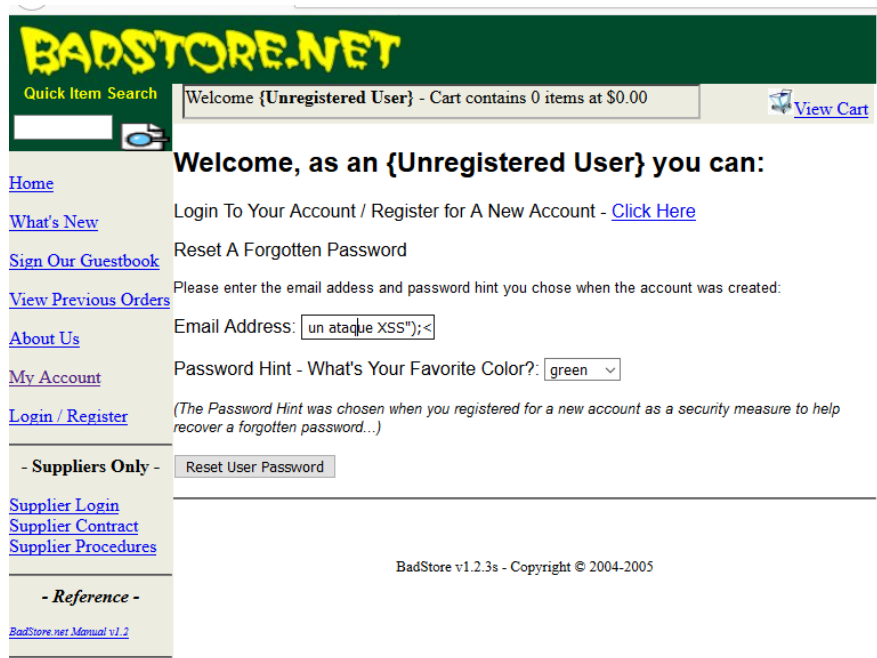 BADSTORE.NET
Quick Item Search
Welcome {Unregistered User} - Cart contains 0 items at $0.00
View Cart
Home
What's New
Sign Our Guestbook
View Previous Orders
About Us
My Account
Login / Register
- Suppliers Only -
Supplier Login
Supplier Contract
Supplier Procedures
- Reference -
BadStore.net Manual v1.2
Welcome, as an {Unregistered User} you can:
Login To Your Account / Register for A New Account - Click Here
Reset A Forgotten Password
Please enter the email addess and password hint you chose when the account was created:
Email Address: un ataque XSS");<
Password Hint - What's Your Favorite Color?: green
(The Password Hint was chosen when you registered for a new account as a security measure to help
recover a forgotten password...)
Reset User Password
BadStore v1.2.3s - Copyright © 2004-2005